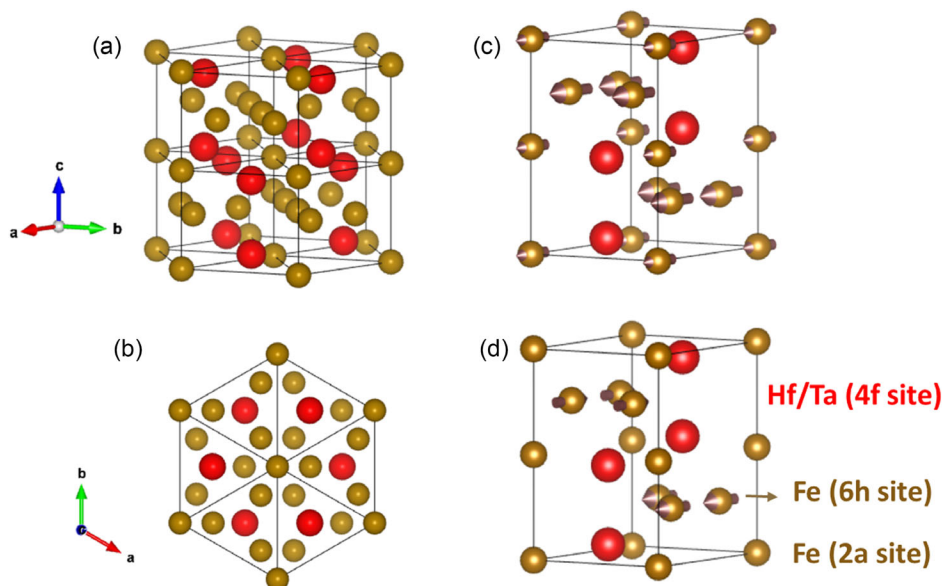 (a)
(c)
c
a
b
(b)
(d)
Hf/Ta (4f site)
b
a
Fe (6h site)
Fe (2a site)